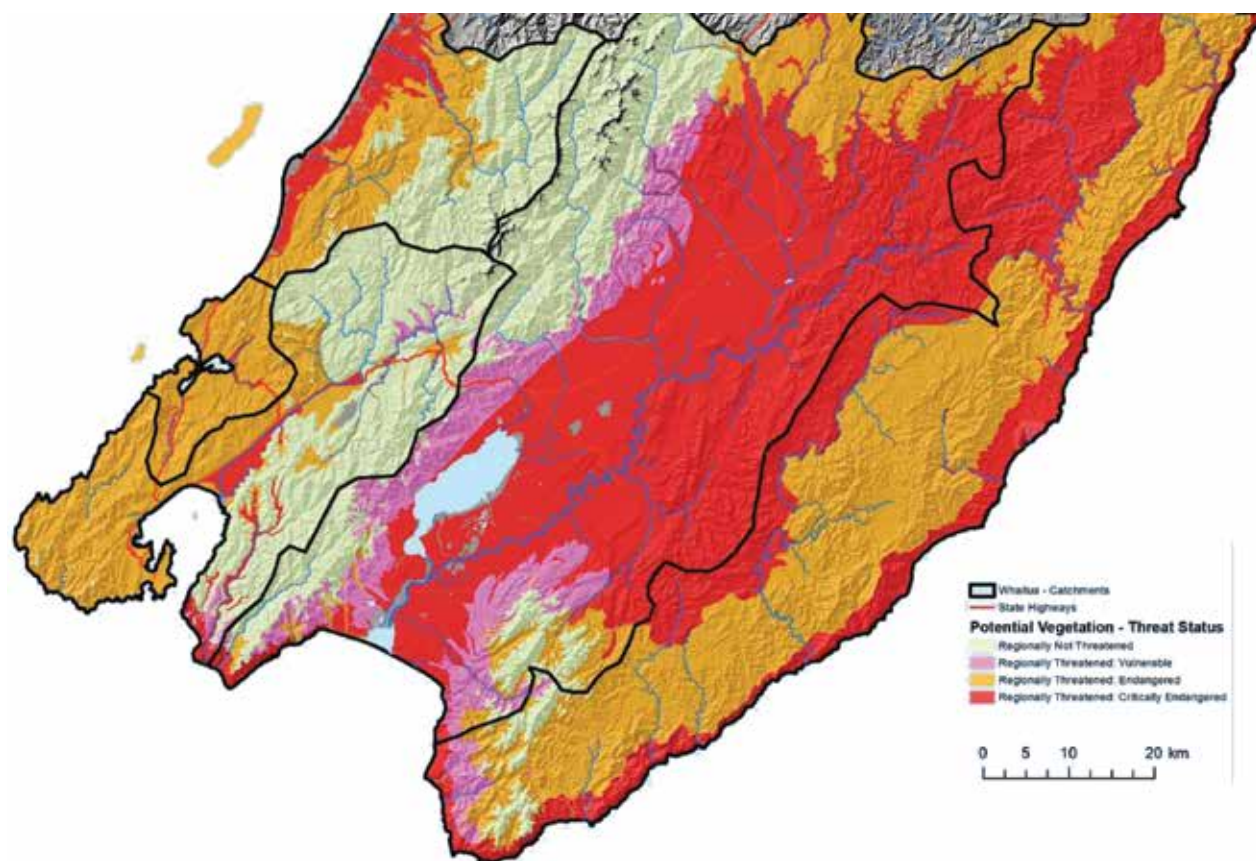 Whaitua - Catchments
State Highways
Potential Vegetation - Threat Status
Regionally Not Threatened
Regionally Threatened: Vulnerable
Regionally Threatened: Endangered
Regionally Threatened: Critically Endangered
0 5 10 20 km